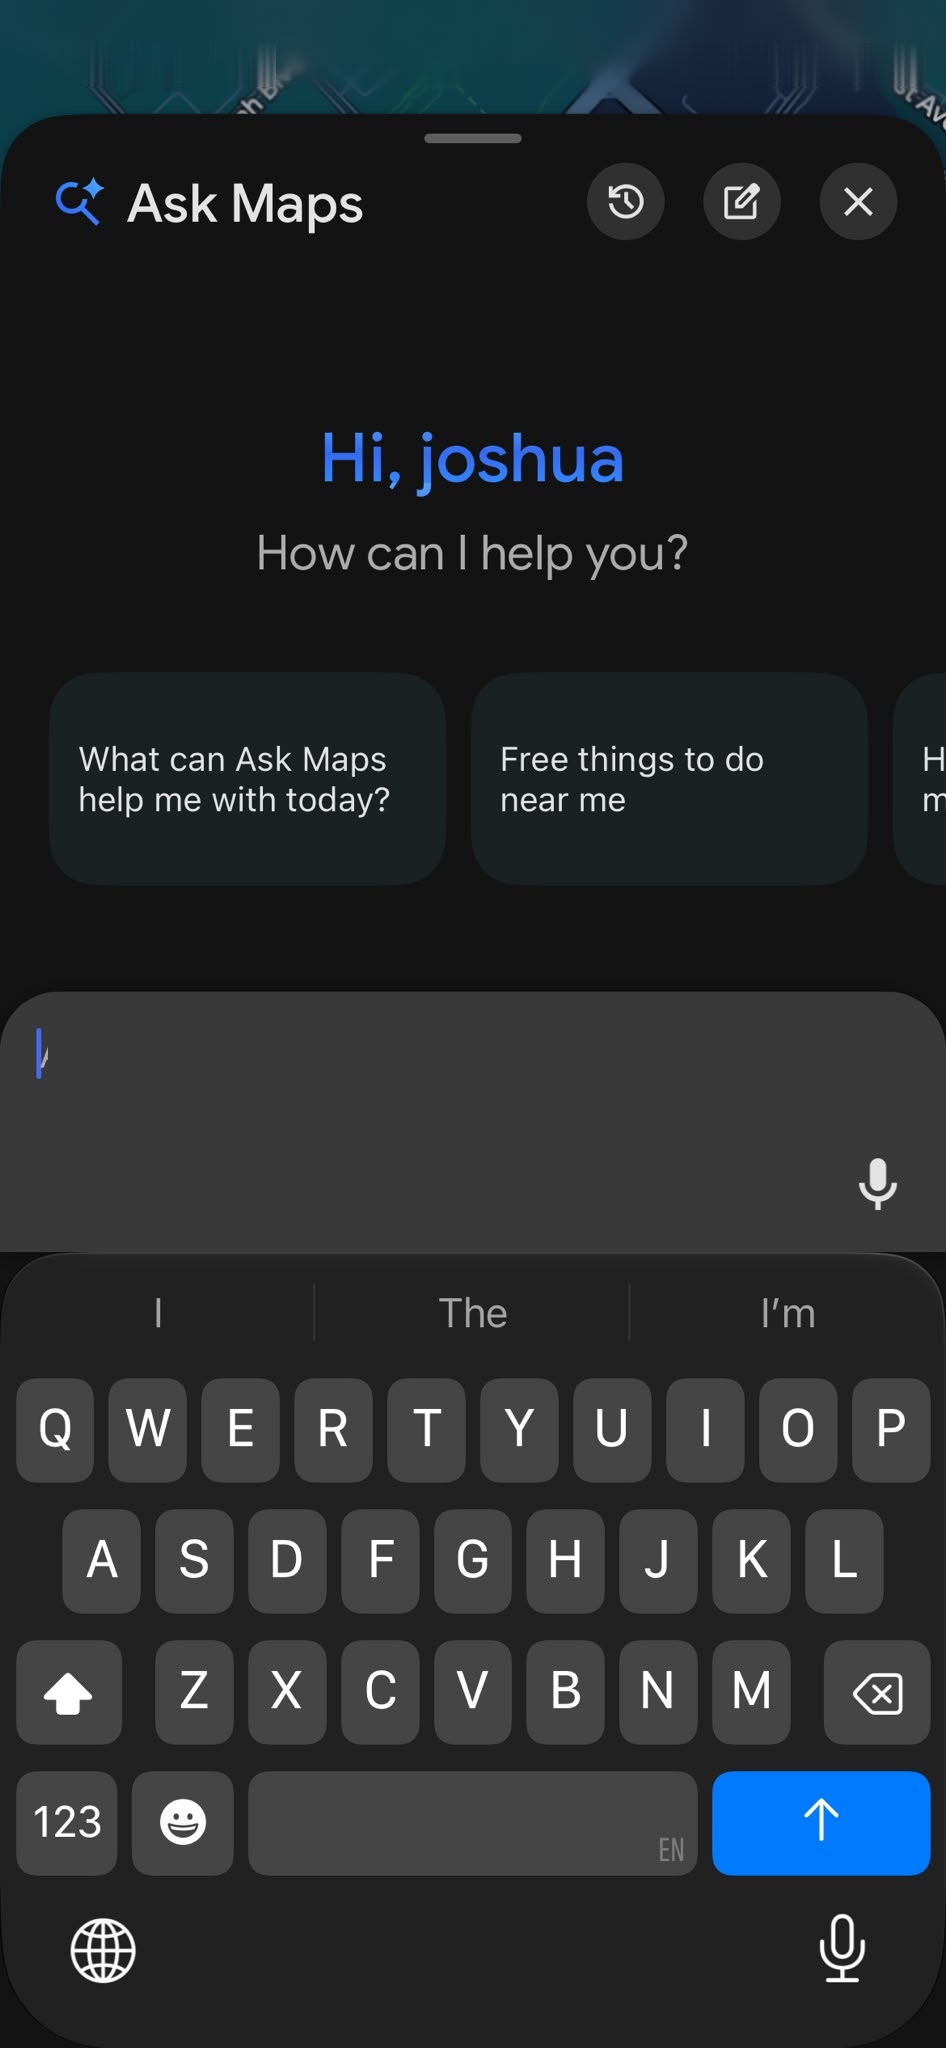 Ask Maps
Hi, joshua
How can I help you?
What can Ask Maps
help me with today?
Free things to do
near me
I
The
I'm
Q W E R T Y U I O P
A S D F G H J K L
Z X C V B N M
123
EN